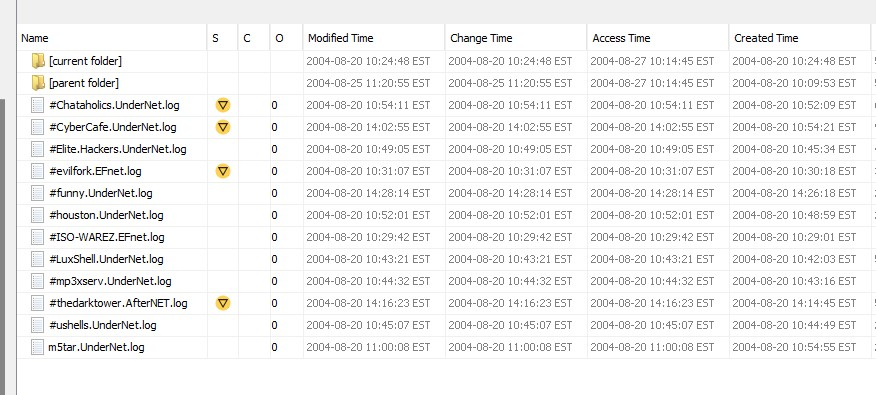 Name S C O Modified Time Change Time Access Time Created Time
[current folder] 2004-08-20 10:24:48 EST 2004-08-20 10:24:48 EST 2004-08-27 10:14:45 EST 2004-08-20 10:24:48 EST
[parent folder] 2004-08-25 11:20:55 EST 2004-08-25 11:20:55 EST 2004-08-27 10:14:45 EST 2004-08-20 10:09:53 EST
#Chataholics.UnderNet.log 0 2004-08-20 10:54:11 EST 2004-08-20 10:54:11 EST 2004-08-20 10:54:11 EST 2004-08-20 10:52:09 EST
#CyberCafe.UnderNet.log 0 2004-08-20 14:02:55 EST 2004-08-20 14:02:55 EST 2004-08-20 14:02:55 EST 2004-08-20 10:54:21 EST
#Elite.Hackers.UnderNet.log 0 2004-08-20 10:49:05 EST 2004-08-20 10:49:05 EST 2004-08-20 10:49:05 EST 2004-08-20 10:45:34 EST
#evilfork.EFnet.log 0 2004-08-20 10:31:07 EST 2004-08-20 10:31:07 EST 2004-08-20 10:31:07 EST 2004-08-20 10:30:18 EST
#funny.UnderNet.log 0 2004-08-20 14:28:14 EST 2004-08-20 14:28:14 EST 2004-08-20 14:28:14 EST 2004-08-20 14:26:18 EST
#houston.UnderNet.log 0 2004-08-20 10:52:01 EST 2004-08-20 10:52:01 EST 2004-08-20 10:52:01 EST 2004-08-20 10:48:59 EST
#ISO-WAREZ.EFnet.log 0 2004-08-20 10:29:42 EST 2004-08-20 10:29:42 EST 2004-08-20 10:29:42 EST 2004-08-20 10:29:01 EST
#LuxShell.UnderNet.log 0 2004-08-20 10:43:21 EST 2004-08-20 10:43:21 EST 2004-08-20 10:43:21 EST 2004-08-20 10:42:03 EST
#mp3xserv.UnderNet.log 0 2004-08-20 10:44:32 EST 2004-08-20 10:44:32 EST 2004-08-20 10:44:32 EST 2004-08-20 10:43:16 EST
#thedarktower.AfterNET.log 0 2004-08-20 14:16:23 EST 2004-08-20 14:16:23 EST 2004-08-20 14:16:23 EST 2004-08-20 14:14:45 EST
#ushells.UnderNet.log 0 2004-08-20 10:45:07 EST 2004-08-20 10:45:07 EST 2004-08-20 10:45:07 EST 2004-08-20 10:44:49 EST
m5tar.UnderNet.log 0 2004-08-20 11:00:08 EST 2004-08-20 11:00:08 EST 2004-08-20 11:00:08 EST 2004-08-20 10:54:55 EST